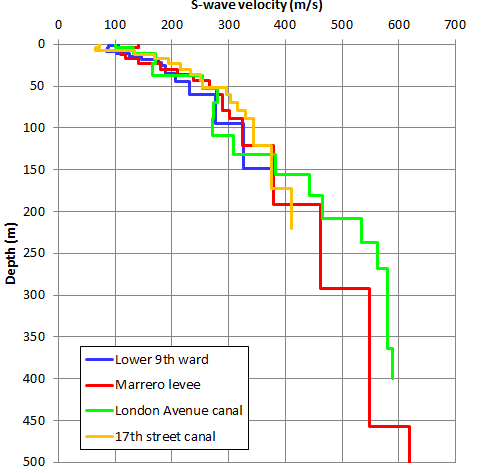 S-wave velocity (m/s)
0 100 200 300 400 500 600 700
0
50
100
150
200
250
300
350
400
450
500
Depth (m)
Lower 9th ward
Marrero levee
London Avenue canal
17th street canal